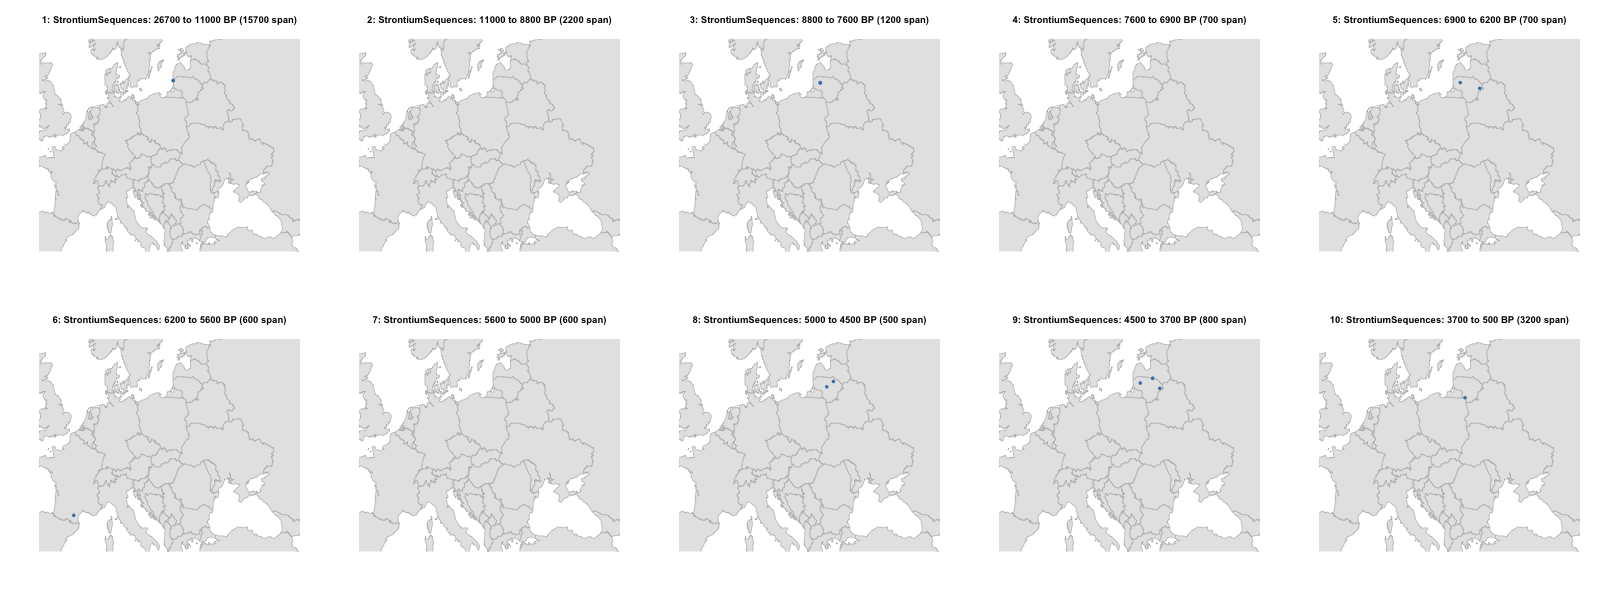 1: StrontiumSequences: 26700 to 11000 BP (15700 span)
2: StrontiumSequences: 11000 to 8800 BP (2200 span)
3: StrontiumSequences: 8800 to 7600 BP (1200 span)
4: StrontiumSequences: 7600 to 6900 BP (700 span)
5: StrontiumSequences: 6900 to 6200 BP (700 span)
6: StrontiumSequences: 6200 to 5600 BP (600 span)
7: StrontiumSequences: 5600 to 5000 BP (600 span)
8: StrontiumSequences: 5000 to 4500 BP (500 span)
9: StrontiumSequences: 4500 to 3700 BP (800 span)
10: StrontiumSequences: 3700 to 500 BP (3200 span)